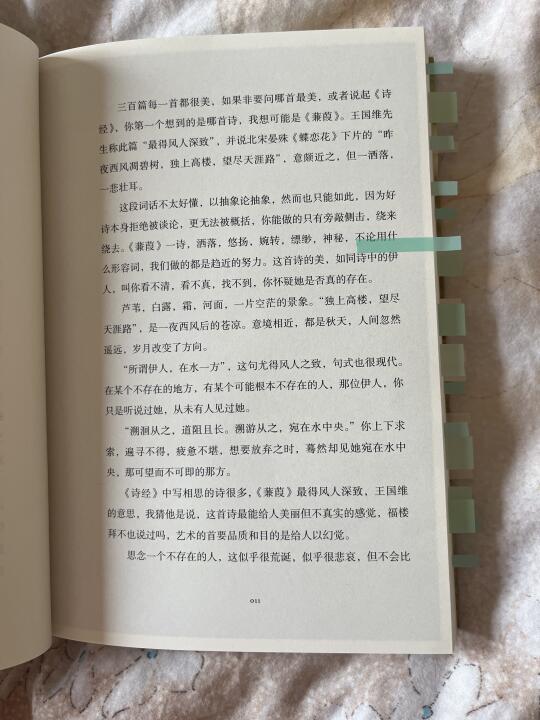 三百篇每一首都很美，如果非要问哪首最美，或者说起《诗
经》，你第一个想到的是哪首诗，我想可能是《蒹葭》。王国维先
生称此篇“最得风人深致”，并说北宋晏殊《蝶恋花》下片的“昨
夜西风凋碧树，独上高楼，望尽天涯路”，意颇近之，但一洒落，
一悲壮耳。
这段词话不太好懂，以抽象论抽象，然而也只能如此，因为好
诗本身拒绝被谈论，更无法被概括，你能做的只有旁敲侧击，绕来
绕去。《蒹葭》一诗，洒落，悠扬，婉转，缥缈，神秘，不论用什
么形容词，我们做的都是趋近的努力。这首诗的美，如同诗中的伊
人，叫你看不清，看不真，找不到，你怀疑她是否真的存在。
芦苇，白露，霜，河面，一片空茫的景象。“独上高楼，望尽
天涯路”，是一夜西风后的苍凉。意境相近，都是秋天，人间忽然
遥远，岁月改变了方向。
“所谓伊人，在水一方”，这句尤得风人之致，句式也很现代。
在某个不存在的地方，有某个可能根本不存在的人，那位伊人，你
只是听说过她，从未有人见过她。
“溯洄从之，道阻且长。溯游从之，宛在水中央。”你上下求
索，遍寻不得，疲惫不堪，想要放弃之时，蓦然却见她宛在水中
央，那可望而不可即的那方。
《诗经》中写相思的诗很多，《蒹葭》最得风人深致，王国维
的意思，我猜他是说，这首诗最能给人美丽但不真实的感觉，福楼
拜不也说过吗，艺术的首要品质和目的是给人以幻觉。
思念一个不存在的人，这似乎很荒诞，似乎很悲哀，但不会比
011